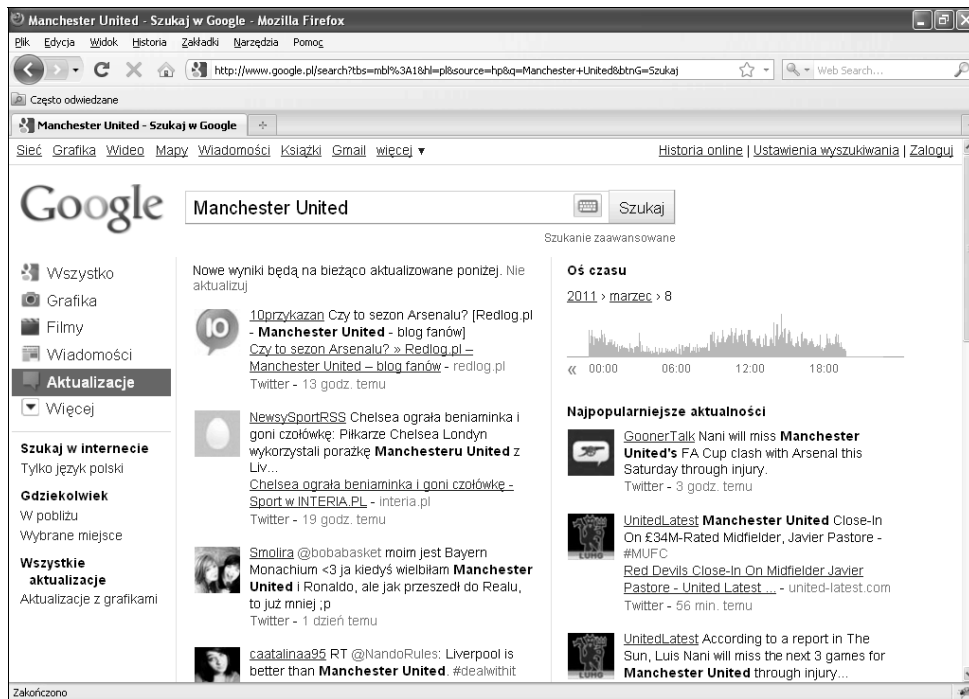 Manchester United - Szukaj w Google - Mozilla Firefox
Plik Edycja Widok Historia Zakładki Narzędzia Pomoc
http://www.google.pl/search?tbs=mbl%3A1&hl=pl&source=hp&q=Manchester+United&btnG=Szukaj
Web Search...
Często odwiedzane
Manchester United - Szukaj w Google
Sieć Grafika Wideo Mapy Wiadomości Książki Gmail więcej ▼
Historia online | Ustawienia wyszukiwania | Zaloguj
Google
Manchester United
Szukaj
Szukanie zaawansowane
Wszystko
Grafika
Filmy
Wiadomości
Aktualizacje
Więcej
Szukaj w internecie
Tylko język polski
Gdziekolwiek
W pobliżu
Wybrane miejsce
Wszystkie
aktualizacje
Aktualizacje z grafikami
Nowe wyniki będą na bieżąco aktualizowane poniżej. Nie
aktualizuj
10
10przykazan Czy to sezon Arsenalu? [Redlog.pl
- Manchester United - blog fanów]
Czy to sezon Arsenalu? » Redlog.pl –
Manchester United – blog fanów - redlog.pl
Twitter - 13 godz. temu
NewsySportRSS Chelsea ograła beniaminka i
goni czołówkę: Piłkarze Chelsea Londyn
wykorzystali porażkę Manchesteru United z
Liv...
Chelsea ograła beniaminka i goni czołówkę -
Sport w INTERIA.PL - interia.pl
Twitter - 19 godz. temu
Smolira @bobabasket moim jest Bayern
Monachium <3 ja kiedyś wielbiłam Manchester
United i Ronaldo, ale jak przeszedł do Realu,
to już mniej ;p
Twitter - 1 dzień temu
caatalinaa95 RT @NandoRules: Liverpool is
better than Manchester United. #dealwithit
Oś czasu
2011 › marzec › 8
« 00:00 06:00 12:00 18:00
Najpopularniejsze aktualności
GoonerTalk Nani will miss Manchester
United's FA Cup clash with Arsenal this
Saturday through injury.
Twitter - 3 godz. temu
LUHG
UnitedLatest Manchester United Close-In
On £34M-Rated Midfielder, Javier Pastore -
#MUFC
Red Devils Close-In On Midfielder Javier
Pastore - United Latest ... - united-latest.com
Twitter - 56 min. temu
UnitedLatest According to a report in The
Sun, Luis Nani will miss the next 3 games for
Manchester United through injury...
Zakończono